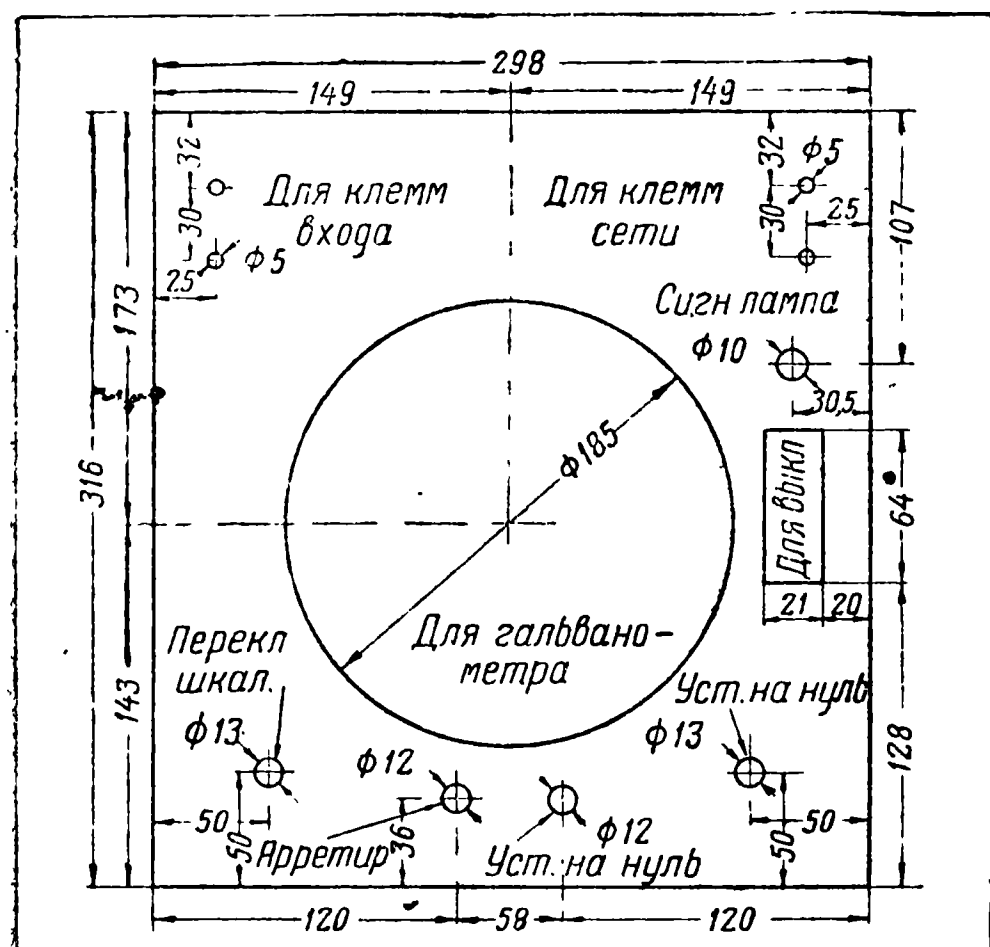 298
149 149
32 32 ф5
30 Для клемм Для клемм 30 25
входа сети
25 ф5
107
173
Сигн лампа
ф10
30,5
ф185
316
Для выкл
64
21 20
Перекл Для гальвано-
шкал. метра
Уст. на нуль
143
ф13 ф12 ф13
128
50 50 36 ф12 50 50
Арретир Уст. на нуль
120 58 120